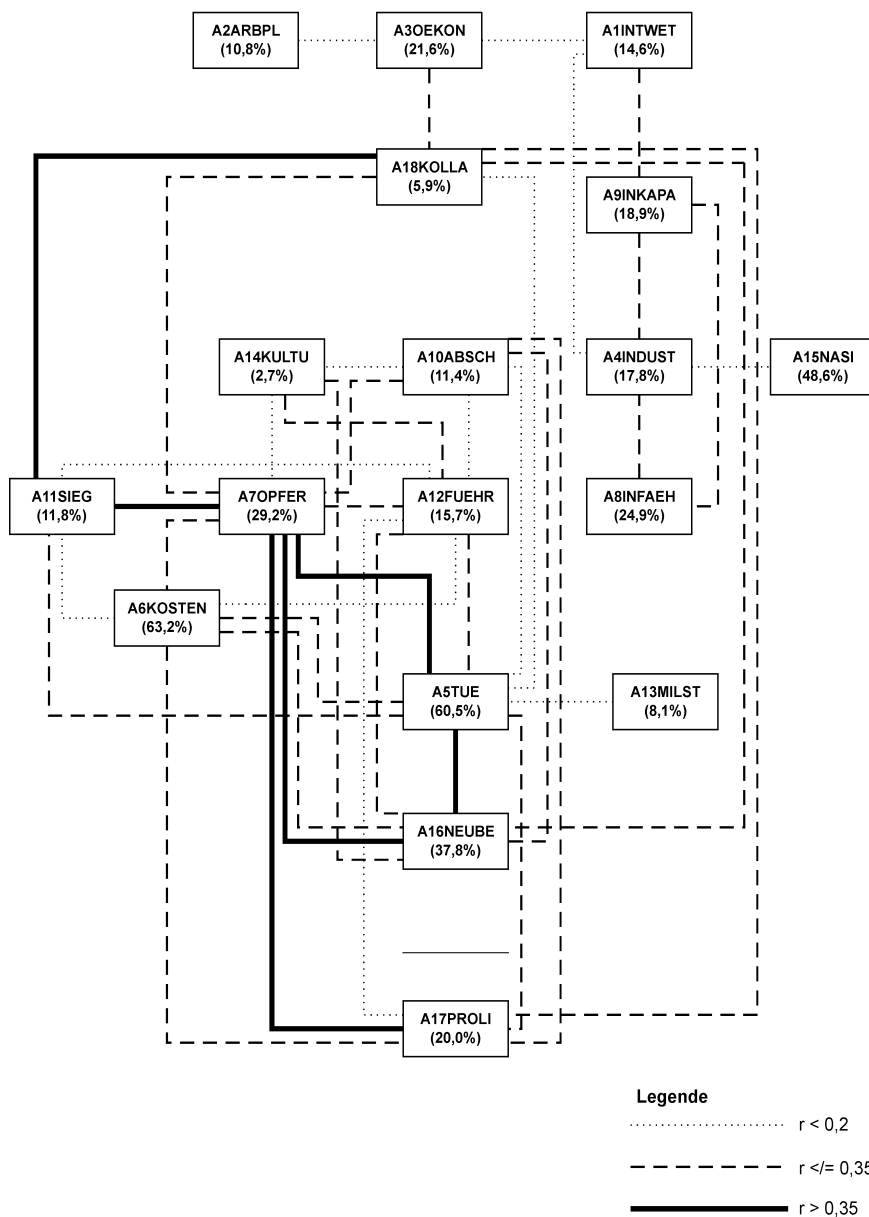 A2ARBPL
(10,8%)
A3OEKON
(21,6%)
A1INTWET
(14,6%)
A18KOLLA
(5,9%)
A9INKAPA
(18,9%)
A14KULTU
(2,7%)
A10ABSCH
(11,4%)
A4INDUST
(17,8%)
A15NASI
(48,6%)
A11SIEG
(11,8%)
A7OPFER
(29,2%)
A12FUEHR
(15,7%)
A8INFAEH
(24,9%)
A6KOSTEN
(63,2%)
A5TUE
(60,5%)
A13MILST
(8,1%)
A16NEUBE
(37,8%)
A17PROLI
(20,0%)
Legende
r < 0,2
r </= 0,35
r > 0,35